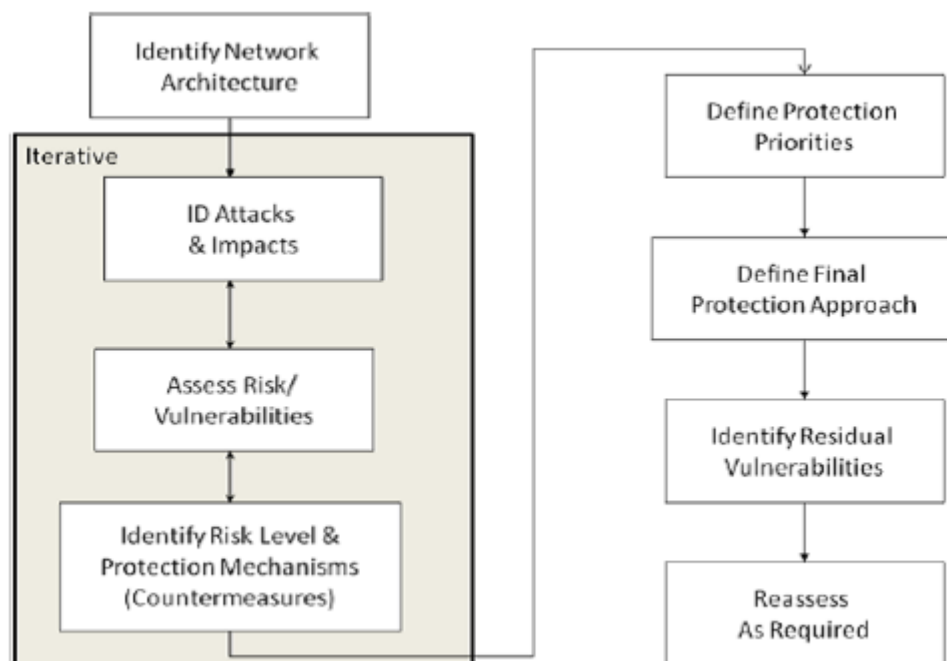 Identify Network
Architecture
Iterative
ID Attacks
& Impacts
Assess Risk/
Vulnerabilities
Identify Risk Level &
Protection Mechanisms
(Countermeasures)
Define Protection
Priorities
Define Final
Protection Approach
Identify Residual
Vulnerabilities
Reassess
As Required